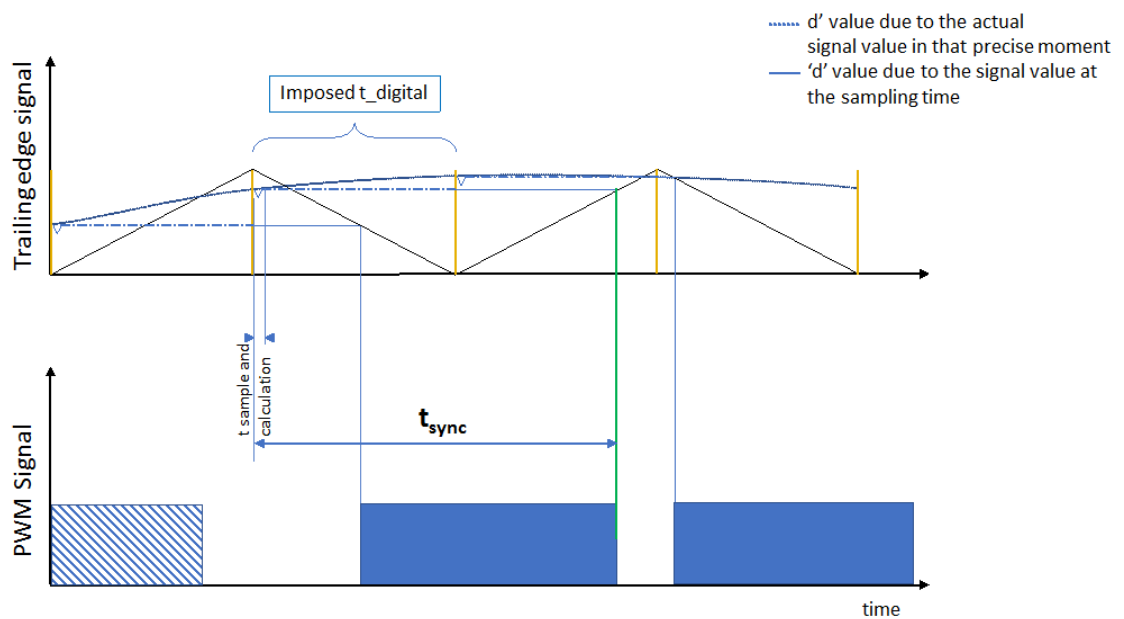 d’ value due to the actual
signal value in that precise moment
‘d’ value due to the signal value at
the sampling time
Trailing edge signal
Imposed t_digital
t sample and
calculation
tsync
PWM Signal
time